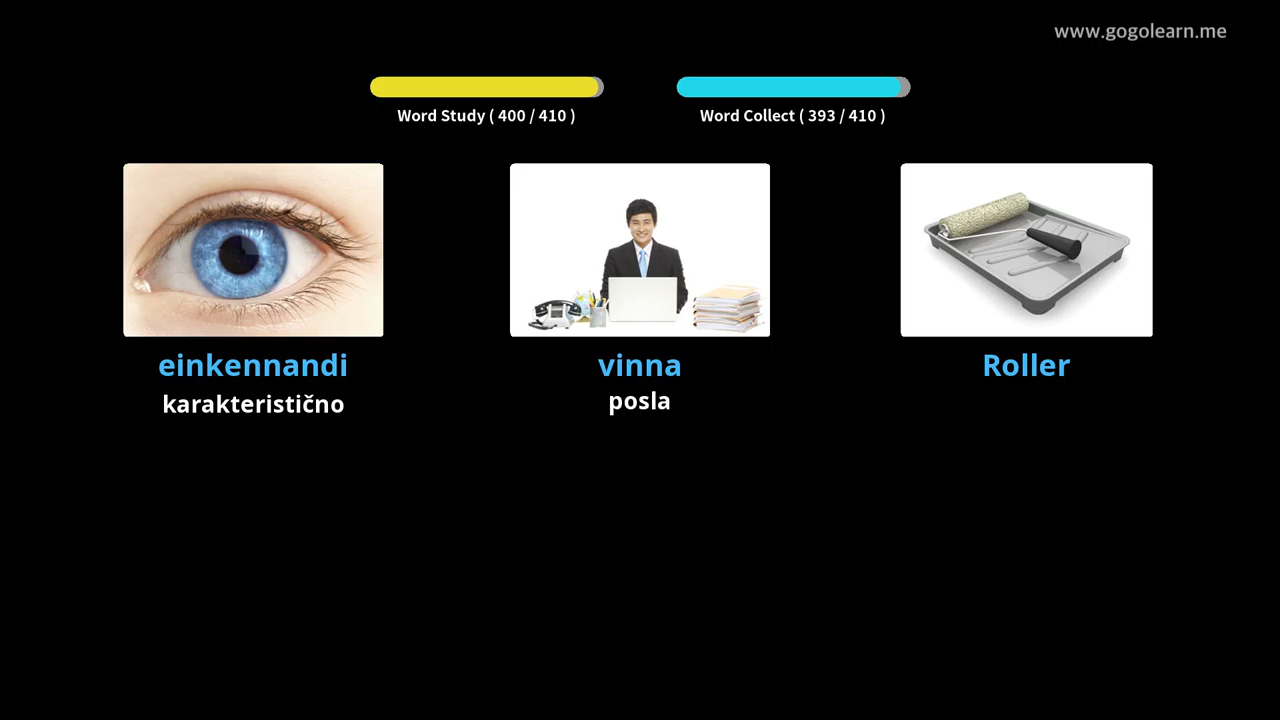 www.gogolearn.me
Word Study ( 400 / 410 )
Word Collect ( 393 / 410 )
einkennandi
vinna
Roller
karakteristično
posla